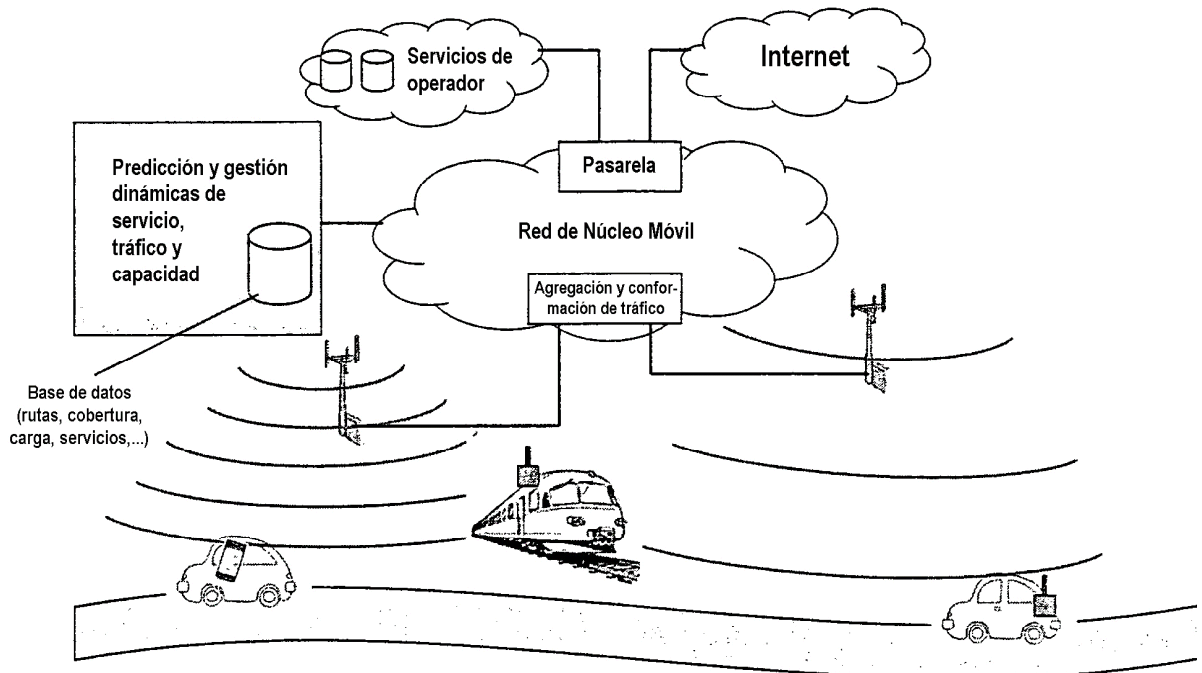 Servicios de
operador
Internet
Predicción y gestión
dinámicas de
servicio,
tráfico y
capacidad
Pasarela
Red de Núcleo Móvil
Agregación y confor-
mación de tráfico
Base de datos
(rutas, cobertura,
carga, servicios,...)